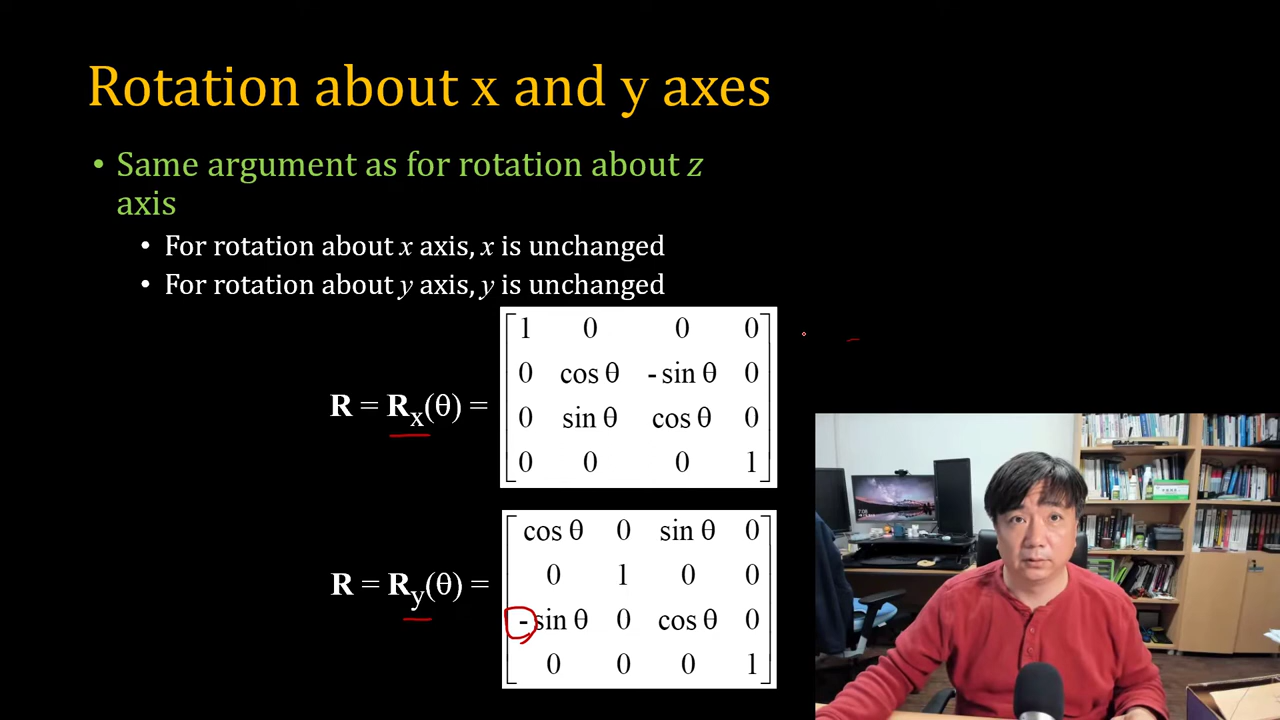 Rotation about x and y axes
• Same argument as for rotation about z
axis
• For rotation about x axis, x is unchanged
• For rotation about y axis, y is unchanged
R = Rx(θ) =
1 0 0 0
0 cos θ - sin θ 0
0 sin θ cos θ 0
0 0 0 1
R = Ry(θ) =
cos θ 0 sin θ 0
0 1 0 0
- sin θ 0 cos θ 0
0 0 0 1